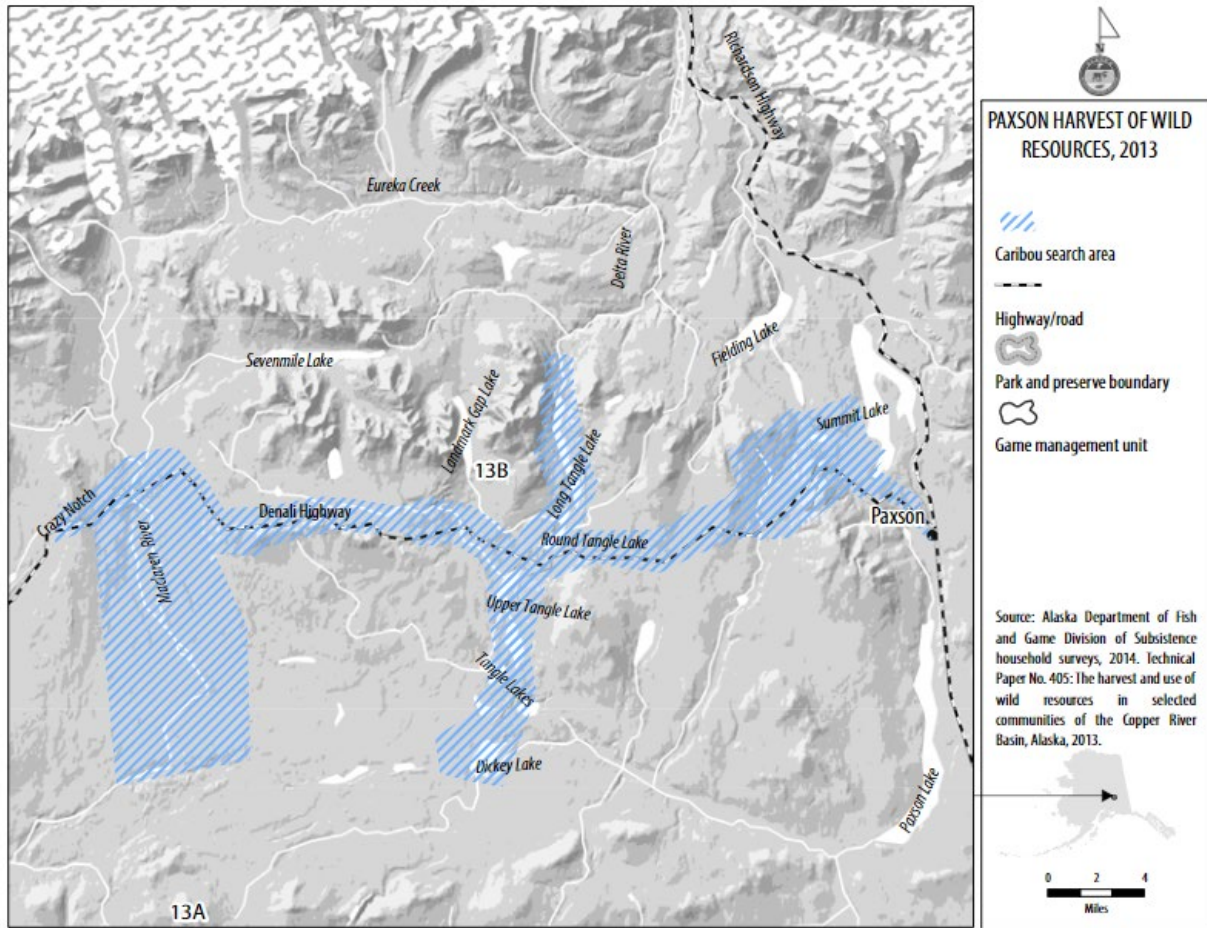 Richardson Highway
N
PAXSON HARVEST OF WILD
RESOURCES, 2013
Caribou search area
Highway/road
Park and preserve boundary
Game management unit
Eureka Creek
Delta River
Sevenmile Lake
Fielding Lake
Landmark Gap Lake
Summit Lake
13B
Long Tangle Lake
Crazy Notch
Denali Highway
Paxson
Maclaren River
Round Tangle Lake
Upper Tangle Lake
Tangle Lakes
Dickey Lake
Paxson Lake
13A
Source: Alaska Department of Fish
and Game Division of Subsistence
household surveys, 2014. Technical
Paper No. 405: The harvest and use of
wild resources in selected
communities of the Copper River
Basin, Alaska, 2013.
0 2 4
Miles